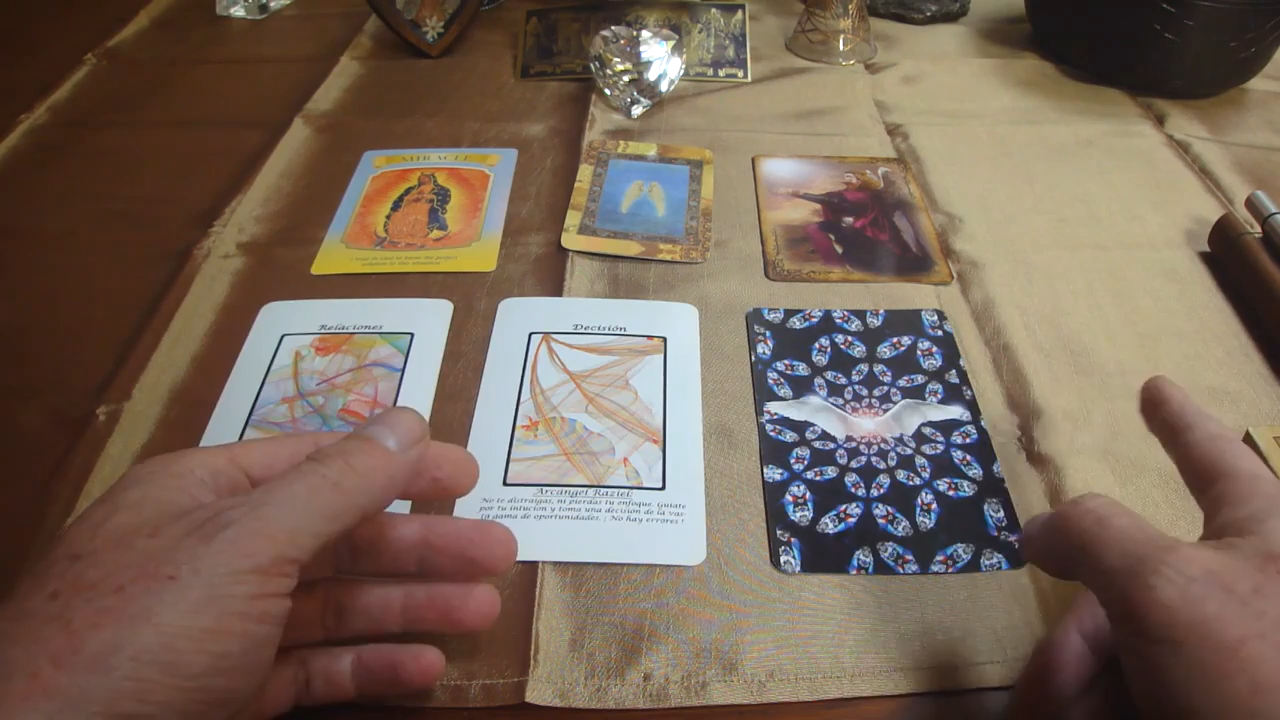 MIRACLE
Relaciones
Decisión
Arcángel Raziel:
No te distraigas, ni pierdas tu enfoque. Guíate
por tu intución y toma una decisión de la vas-
ta gama de oportunidades. ¡ No hay errores !